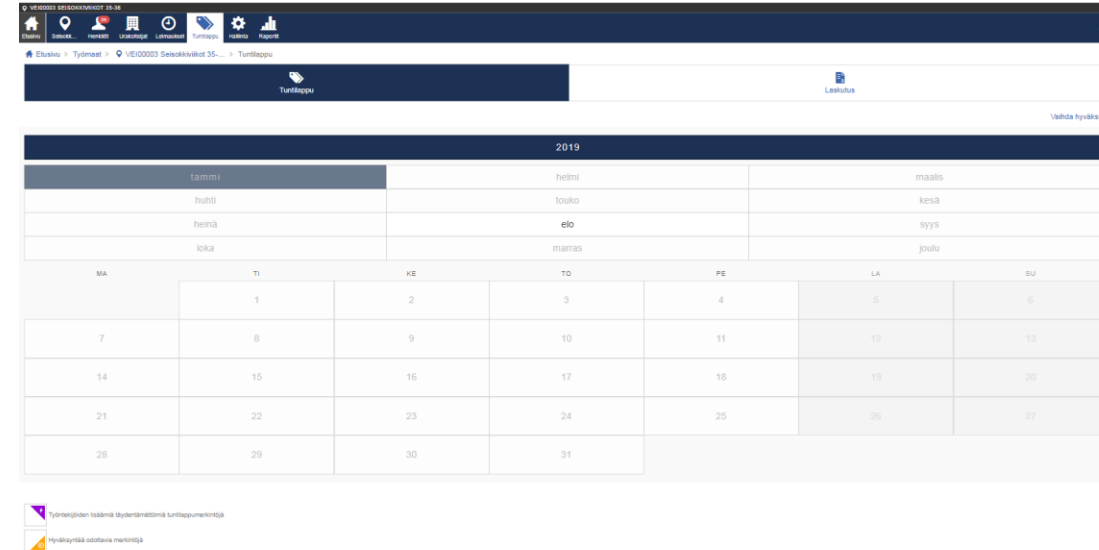 VEI00003 SEISOKKIVIIKOT 35-36
Etusivu Seisokk... Henkilöt Urakoitsijat Leimaukset Tuntilappu Hallinta Raportit
Etusivu > Työmaat > VEI00003 Seisokkiviikot 35-... > Tuntilappu
Tuntilappu Laskutus
Vaihda hyväks
2019
tammi helmi maalis
huhti touko kesä
heinä elo syys
loka marras joulu
MA TI KE TO PE LA SU
1 2 3 4 5 6
7 8 9 10 11 12 13
14 15 16 17 18 19 20
21 22 23 24 25 26 27
28 29 30 31
Työntekijöiden lisäämiä täydentämättömiä tuntilappumerkintöjä
Hyväksyntää odottavia merkintöjä